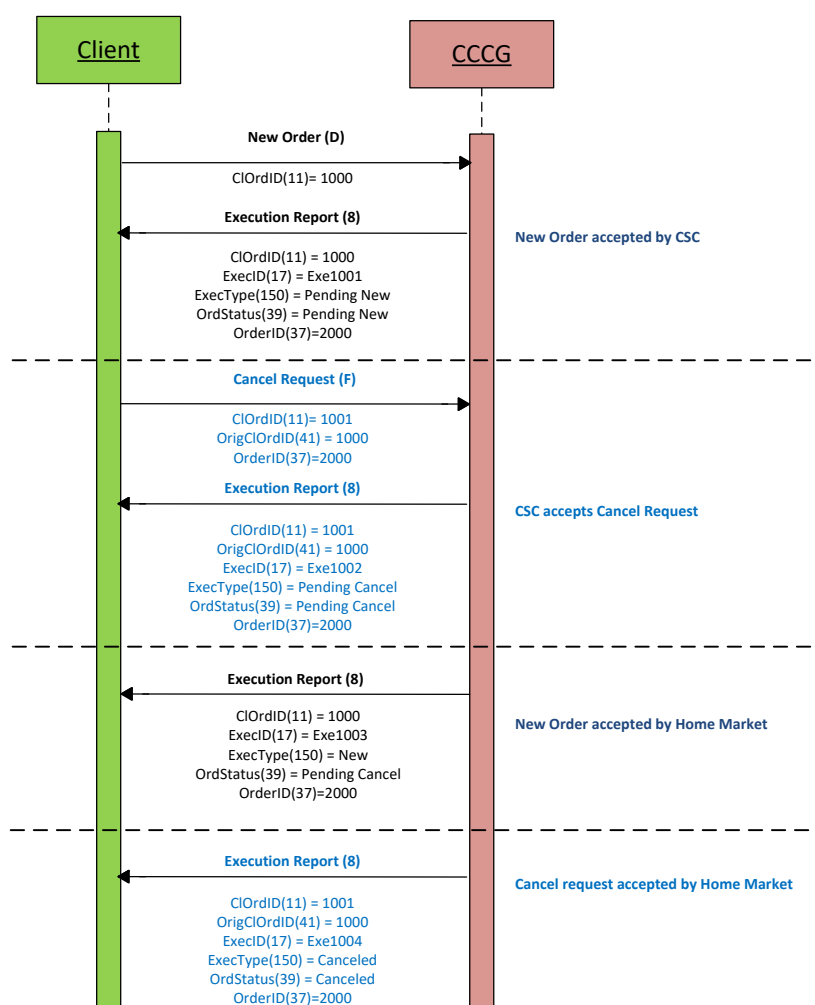 Client
CCCG
New Order (D)
ClOrdID(11)= 1000
Execution Report (8)
New Order accepted by CSC
ClOrdID(11) = 1000
ExecID(17) = Exe1001
ExecType(150) = Pending New
OrdStatus(39) = Pending New
OrderID(37)=2000
Cancel Request (F)
ClOrdID(11)= 1001
OrigClOrdID(41) = 1000
OrderID(37)=2000
Execution Report (8)
CSC accepts Cancel Request
ClOrdID(11) = 1001
OrigClOrdID(41) = 1000
ExecID(17) = Exe1002
ExecType(150) = Pending Cancel
OrdStatus(39) = Pending Cancel
OrderID(37)=2000
Execution Report (8)
ClOrdID(11) = 1000
New Order accepted by Home Market
ExecID(17) = Exe1003
ExecType(150) = New
OrdStatus(39) = Pending Cancel
OrderID(37)=2000
Execution Report (8)
Cancel request accepted by Home Market
ClOrdID(11) = 1001
OrigClOrdID(41) = 1000
ExecID(17) = Exe1004
ExecType(150) = Canceled
OrdStatus(39) = Canceled
OrderID(37)=2000